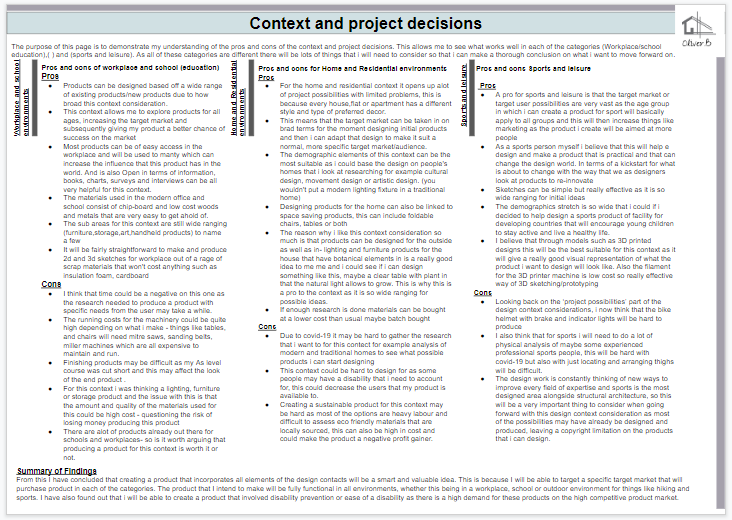 Context and project decisions
Oliver.B
The purpose of this page is to demonstrate my understanding of the pros and cons of the context and project decisions. This allows me to see what works well in each of the categories (Workplace/school
education),( ) and (sports and leisure). As all of these categories are different there will be lots of things that i will need to consider so that i can make a thorough conclusion on what i want to move forward on.
Workplace and school
environments
Pros and cons of workplace and school (education)
Pros
Products can be designed based off a wide range
of existing products/new products due to how
broad this context consideration.
This context allows me to explore products for all
ages, increasing the target market and
subsequently giving my product a better chance of
success on the market
Most products can be of easy access in the
workplace and will be used to manty which can
increase the influence that this product has in the
world. And is also Open in terms of information,
books, charts, surveys and interviews can be all
very helpful for this context.
The materials used in the modern office and
school consist of chip-board and low cost woods
and metals that are very easy to get ahold of.
The sub areas for this context are still wide ranging
(furniture,storage,art,handheld products) to name
a few
It will be fairly straightforward to make and produce
2d and 3d sketches for workplace out of a rage of
scrap materials that won't cost anything such as
insulation foam, cardboard
Cons
I think that time could be a negative on this one as
the research needed to produce a product with
specific needs from the user may take a while.
The running costs for the machinery could be quite
high depending on what i make - things like tables,
and chairs will need mitre saws, sanding belts,
miller machines which are all expensive to
maintain and run.
Finishing products may be difficult as my As level
course was cut short and this may affect the look
of the end product .
For this context i was thinking a lighting, furniture
or storage product and the issue with this is that
the amount and quality of the materials used for
this could be high cost - questioning the risk of
losing money producing this product
There are alot of products already out there for
schools and workplaces- so is it worth arguing that
producing a product for this context is worth it or
not.
Home and Residential
environments
Pros and cons for Home and Residential environments
Pros
For the home and residential context it opens up alot
of project possibilities with limited problems, this is
because every house,flat or apartment has a different
style and type of preferred decor.
This means that the target market can be taken in on
brad terms for the moment designing initial products
and then i can adapt that design to make it suit a
normal, more specific target market/audience.
The demographic elements of this context can be the
most suitable as i could base the design on people's
homes that i look at researching for example cultural
design, movement design or artistic design. (you
wouldn't put a modern lighting fixture in a traditional
home)
Designing products for the home can also be linked to
space saving products, this can include foldable
chairs, tables or both
The reason why i like this context consideration so
much is that products can be designed for the outside
as well as in- lighting and furniture products for the
house that have botanical elements in is a really good
idea to me me and i could see if i can design
something like this, maybe a clear table with plant in
that the natural light allows to grow. This is why this is
a pro to the context as it is so wide ranging for
possible ideas.
If enough research is done materials can be bought
at a lower cost than usual maybe batch bought
Cons
Due to covid-19 it may be hard to gather the research
that i want to for this contect for example analysis of
modern and traditional homes to see what possible
products i can start designing
This context could be hard to design for as some
people may have a disability that i need to account
for, this could decrease the users that my product is
available to.
Creating a sustainable product for this context may
be hard as most of the options are heavy labour and
difficult to assess eco friendly materials that are
locally sourced, this can also be high in cost and
could make the product a negative profit gainer.
Sports and leisure
Pros and cons Sports and leisure
Pros
A pro for sports and leisure is that the target market or
target user possibilities are very vast as the age group
in which i can create a product for sport will basically
apply to all groups and this will then increase things like
marketing as the product i create will be aimed at more
people
As a sports person myself i believe that this will help e
design and make a product that is practical and that can
change the design world. In terms of a kickstart for what
is about to change with the way that we as designers
look at products to re-innovate
Sketches can be simple but really effective as it is so
wide ranging for initial ideas
The demographics stretch is so wide that i could if i
decided to help design a sports product of facility for
developing countries that will encourage young children
to stay active and live a healthy life.
I believe that through models such as 3D printed
designs this will be the best suitable for this context as it
will give a really good visual representation of what the
product i want to design will look like. Also the filament
for the 3D printer machine is low cost so really effective
way of 3D sketching/prototyping
Cons
Looking back on the 'project possibilities' part of the
design context considerations, i now think that the bike
helmet with brake and indicator lights will be hard to
produce
I also think that for sports i will need to do a lot of
physical analysis of maybe some experienced
professional sports people, this will be hard with
covid-19 but also with just locating and arranging thighs
will be difficult.
The design work is constantly thinking of new ways to
improve every field of expertise and sports is the most
designed area alongside structural architecture, so this
will be a very important thing to consider when going
forward with this design context consideration as most
of the possibilities may have already be designed and
produced, leaving a copyright limitation on the products
that i can design.
Summary of Findings
From this I have concluded that creating a product that incorporates all elements of the design contacts will be a smart and valuable idea. This is because I will be able to target a specific target market that will
purchase product in each of the categories. The product that I intend to make will be fully functional in all environments, whether this being in a workplace, school or outdoor environment for things like hiking and
sports. I have also found out that i will be able to create a product that involved disability prevention or ease of a disability as there is a high demand for these products on the high competitive product market.